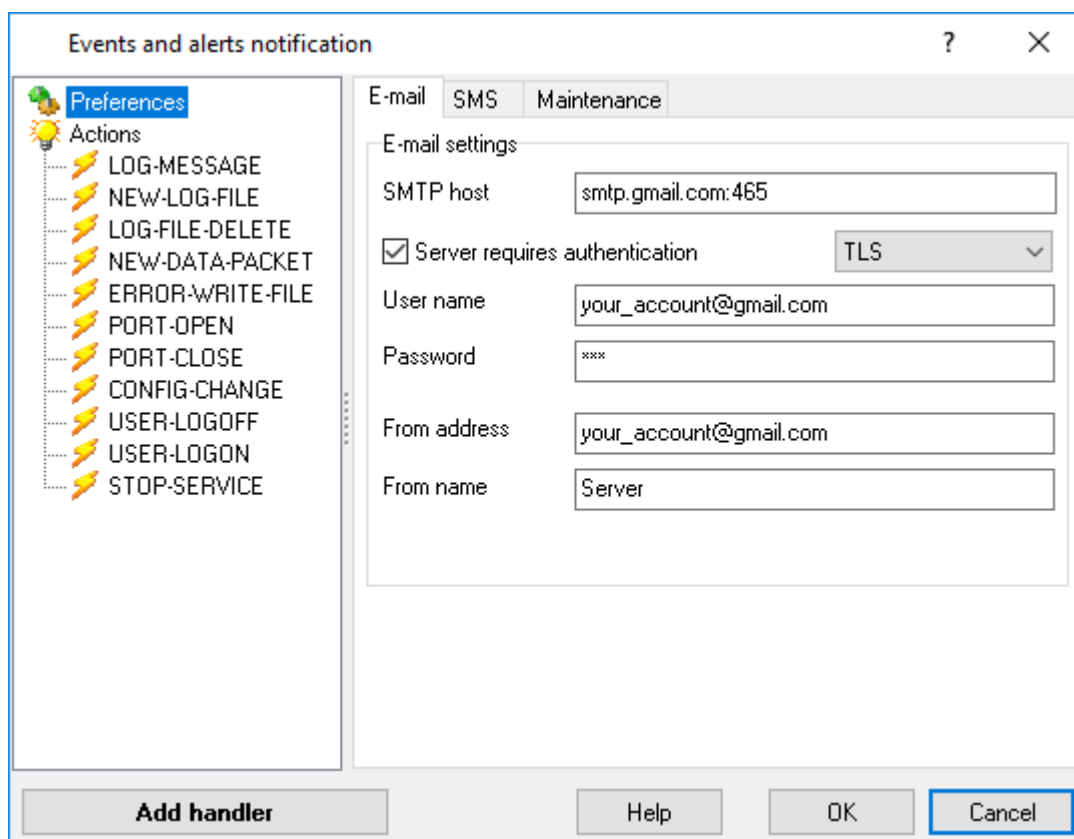 Events and alerts notification ?
Preferences
Actions
LOG-MESSAGE
NEW-LOG-FILE
LOG-FILE-DELETE
NEW-DATA-PACKET
ERROR-WRITE-FILE
PORT-OPEN
PORT-CLOSE
CONFIG-CHANGE
USER-LOGOFF
USER-LOGON
STOP-SERVICE
E-mail SMS Maintenance
E-mail settings
SMTP host smtp.gmail.com:465
Server requires authentication TLS
User name your_account@gmail.com
Password ***
From address your_account@gmail.com
From name Server
Add handler Help OK Cancel